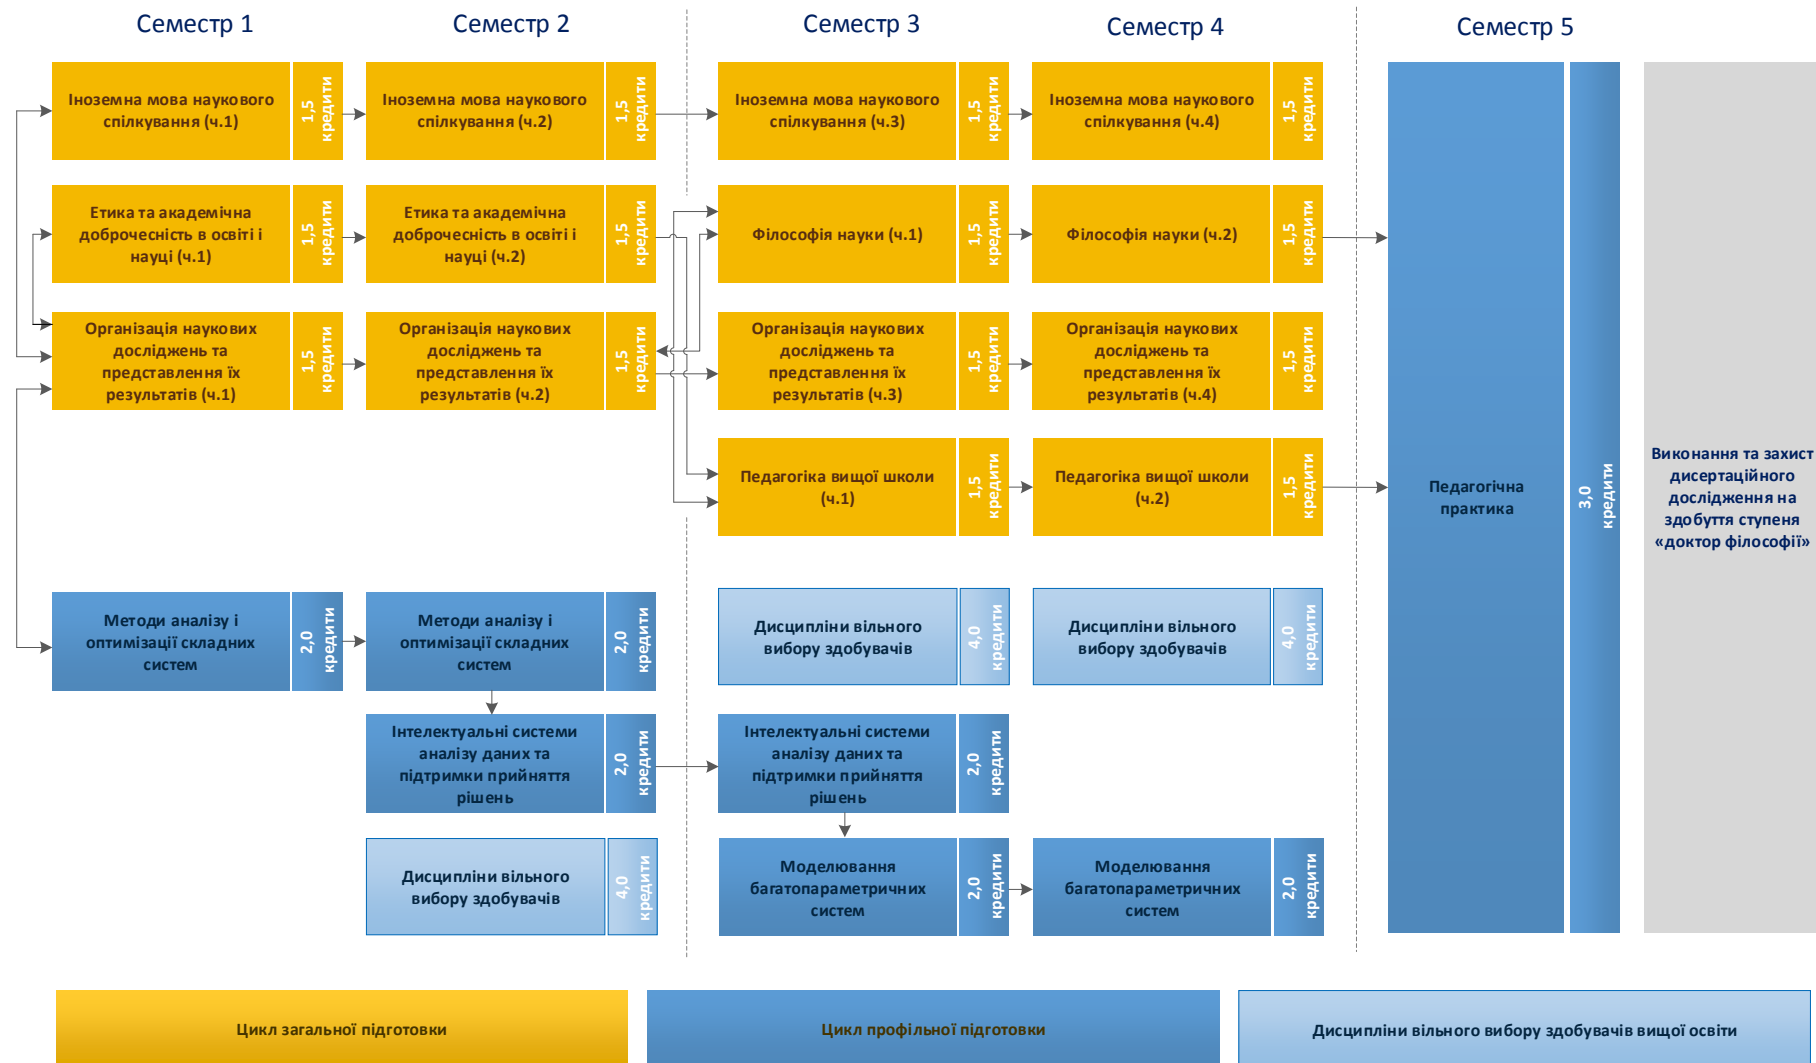 Семестр 1
Семестр 2
Семестр 3
Семестр 4
Семестр 5
Іноземна мова наукового
спілкування (ч.1)
1,5
кредити
Іноземна мова наукового
спілкування (ч.2)
1,5
кредити
Іноземна мова наукового
спілкування (ч.3)
1,5
кредити
Іноземна мова наукового
спілкування (ч.4)
1,5
кредити
Етика та академічна
доброчесність в освіті і
науці (ч.1)
1,5
кредити
Етика та академічна
доброчесність в освіті і
науці (ч.2)
1,5
кредити
Філософія науки (ч.1)
1,5
кредити
Філософія науки (ч.2)
1,5
кредити
Організація наукових
досліджень та
представлення їх
результатів (ч.1)
1,5
кредити
Організація наукових
досліджень та
представлення їх
результатів (ч.2)
1,5
кредити
Організація наукових
досліджень та
представлення їх
результатів (ч.3)
1,5
кредити
Організація наукових
досліджень та
представлення їх
результатів (ч.4)
1,5
кредити
Педагогіка вищої школи
(ч.1)
1,5
кредити
Педагогіка вищої школи
(ч.2)
1,5
кредити
Педагогічна
практика
3,0
кредити
Виконання та захист
дисертаційного
дослідження на
здобуття ступеня
«доктор філософії»
Методи аналізу і
оптимізації складних
систем
2,0
кредити
Методи аналізу і
оптимізації складних
систем
2,0
кредити
Дисципліни вільного
вибору здобувачів
4,0
кредити
Дисципліни вільного
вибору здобувачів
4,0
кредити
Інтелектуальні системи
аналізу даних та
підтримки прийняття
рішень
2,0
кредити
Інтелектуальні системи
аналізу даних та
підтримки прийняття
рішень
2,0
кредити
Дисципліни вільного
вибору здобувачів
4,0
кредити
Моделювання
багатопараметричних
систем
2,0
кредити
Моделювання
багатопараметричних
систем
2,0
кредити
Цикл загальної підготовки
Цикл профільної підготовки
Дисципліни вільного вибору здобувачів вищої освіти